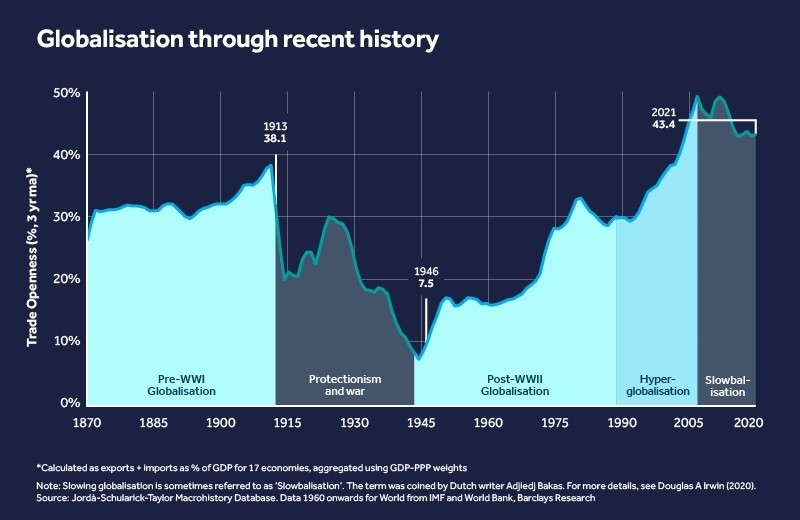 Globalisation through recent history
Trade Openness (%, 3 yr ma)*
50%
40%
30%
20%
10%
0%
1913
38.1
1946
7.5
2021
43.4
Pre-WWI
Globalisation
Protectionism
and war
Post-WWII
Globalisation
Hyper-
globalisation
Slowbal-
isation
1870
1885
1900
1915
1930
1945
1960
1975
1990
2005
2020
*Calculated as exports + imports as % of GDP for 17 economies, aggregated using GDP-PPP weights
Note: Slowing globalisation is sometimes referred to as ‘Slowbalisation’. The term was coined by Dutch writer Adjiedj Bakas. For more details, see Douglas A Irwin (2020).
Source: Jordà-Schularick-Taylor Macrohistory Database. Data 1960 onwards for World from IMF and World Bank, Barclays Research